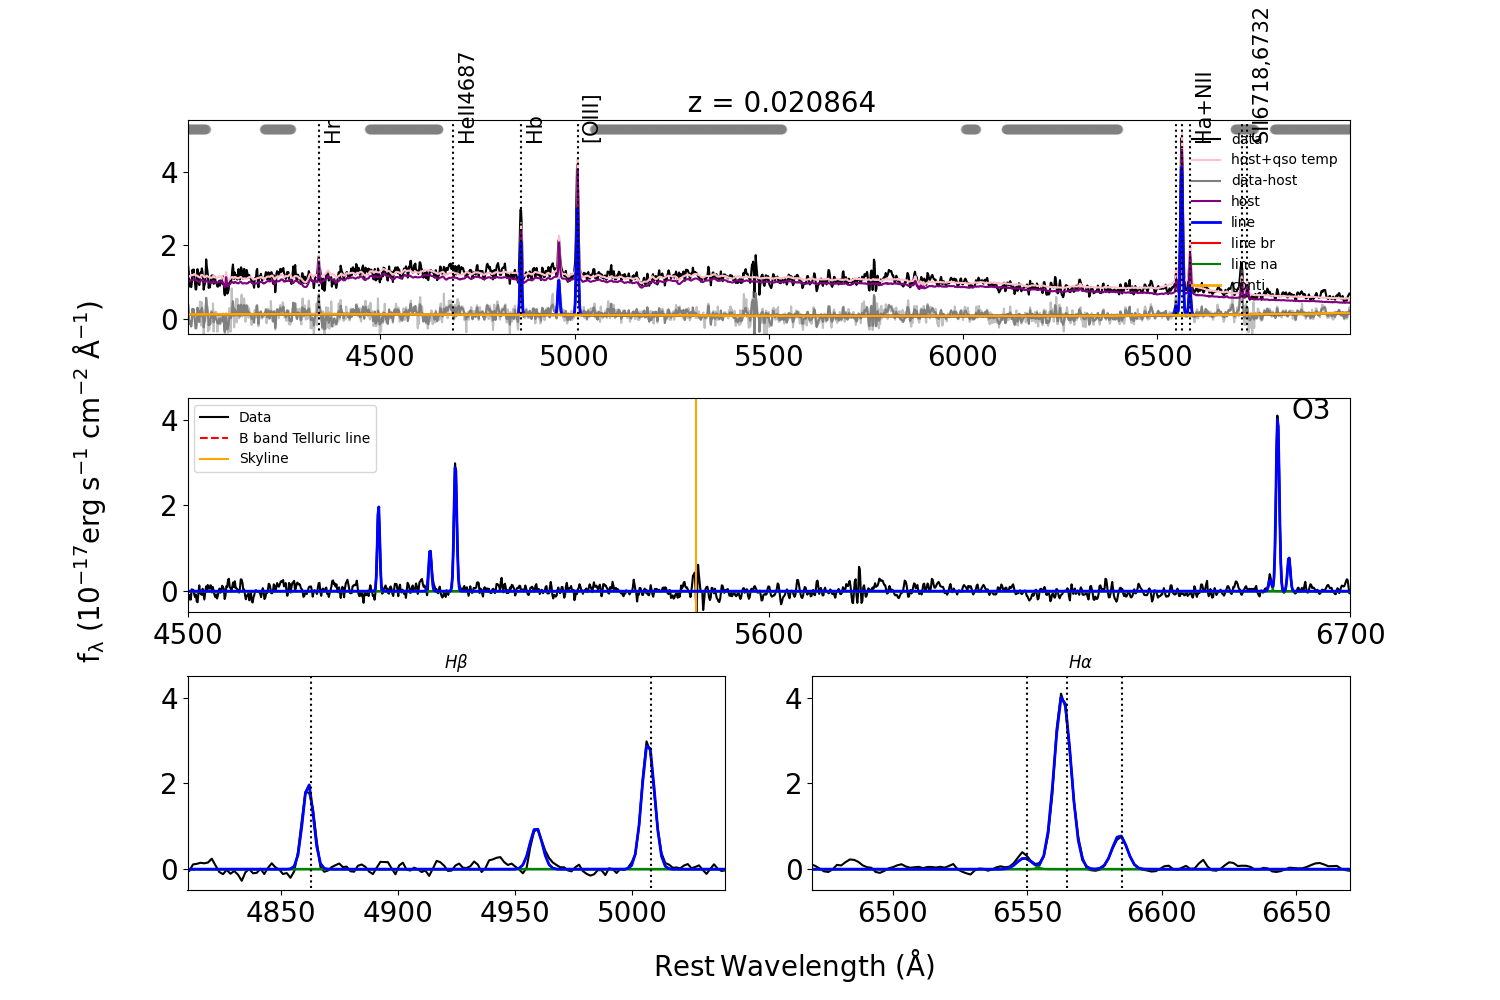 z = 0.020864
Hr
HeII4687
Hb
[OIII]
Ha+NII
SII6718,6732
data
host+qso temp
data-host
host
line
line br
line na
conti
4
2
0
4500 5000 5500 6000 6500
f_λ (10^−17 erg s^−1 cm^−2 Å^−1)
Data
B band Telluric line
Skyline
O3
4
2
0
4500 5600 6700
Hβ
4
2
0
4850 4900 4950 5000
Hα
4
2
0
6500 6550 6600 6650
Rest Wavelength (Å)